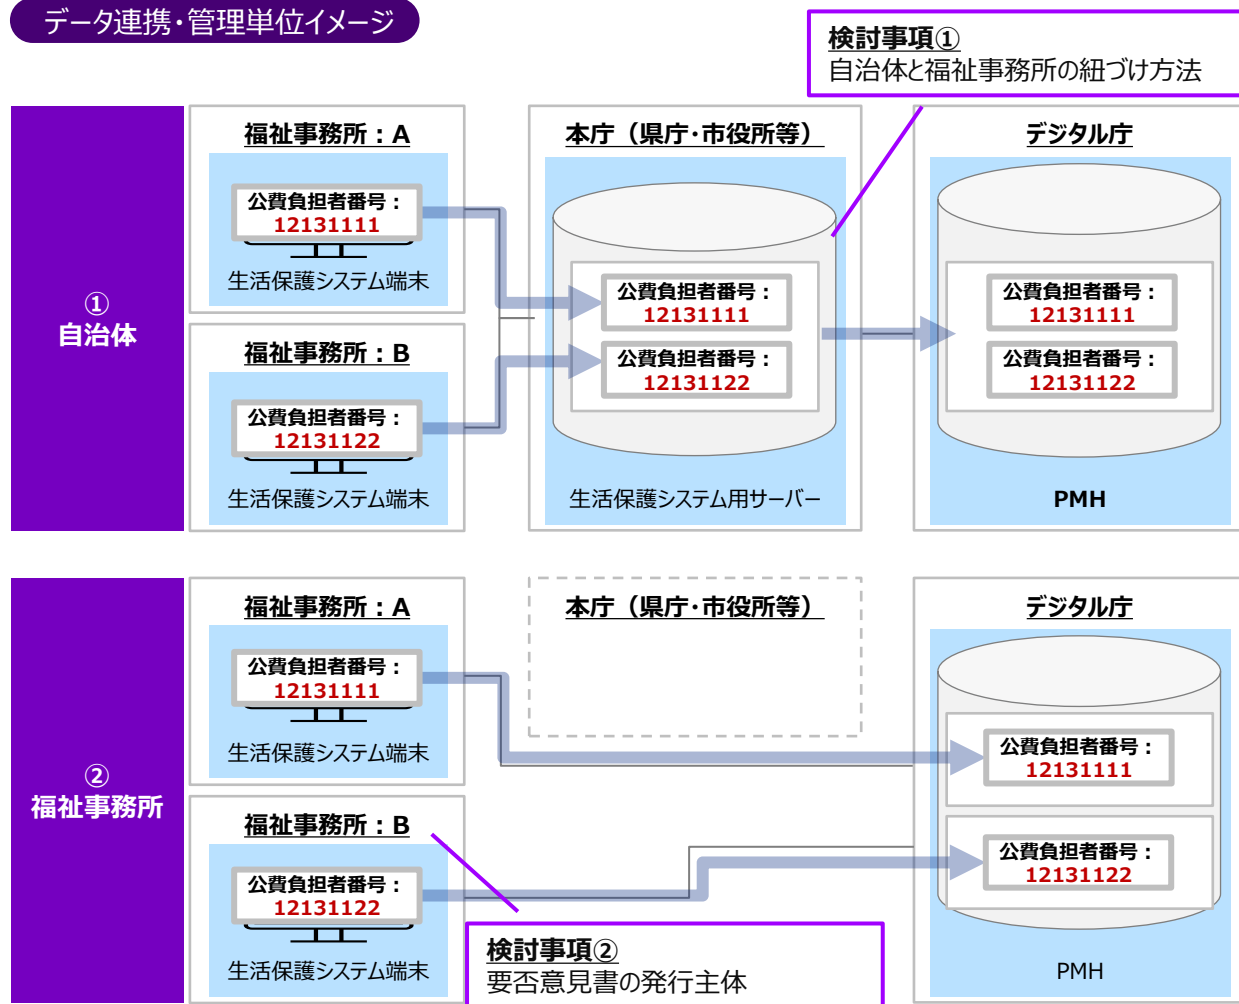 データ連携・管理単位イメージ
検討事項①
自治体と福祉事務所の紐づけ方法
①
自治体
福祉事務所：A
公費負担者番号：
12131111
生活保護システム端末
福祉事務所：B
公費負担者番号：
12131122
生活保護システム端末
本庁（県庁・市役所等）
公費負担者番号：
12131111
公費負担者番号：
12131122
生活保護システム用サーバー
デジタル庁
公費負担者番号：
12131111
公費負担者番号：
12131122
PMH
②
福祉事務所
福祉事務所：A
公費負担者番号：
12131111
生活保護システム端末
福祉事務所：B
公費負担者番号：
12131122
生活保護システム端末
本庁（県庁・市役所等）
デジタル庁
公費負担者番号：
12131111
公費負担者番号：
12131122
PMH
検討事項②
要否意見書の発行主体